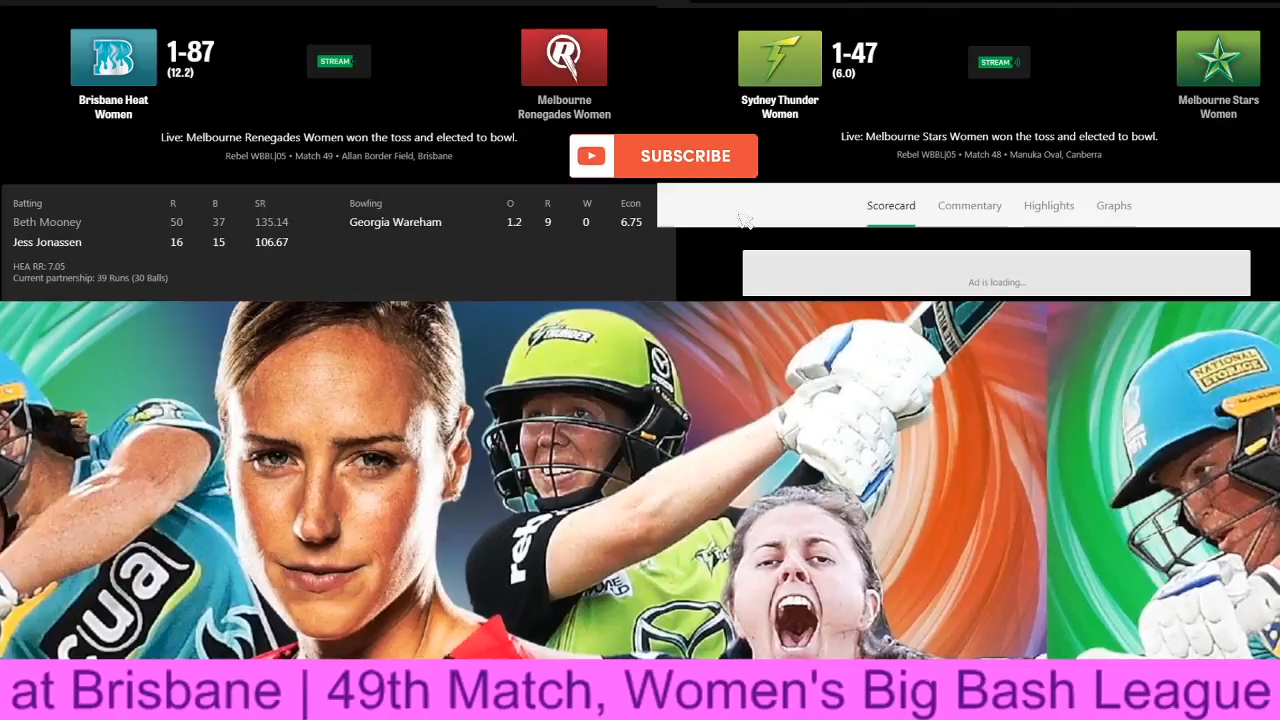 1-87
(12.2)
STREAM
Brisbane Heat
Women
Melbourne
Renegades Women
Live: Melbourne Renegades Women won the toss and elected to bowl.
Rebel WBBL|05 • Match 49 • Allan Border Field, Brisbane
1-47
(6.0)
STREAM
Sydney Thunder
Women
Melbourne Stars
Women
Live: Melbourne Stars Women won the toss and elected to bowl.
Rebel WBBL|05 • Match 48 • Manuka Oval, Canberra
SUBSCRIBE
Batting R B SR Bowling O R W Econ
Beth Mooney 50 37 135.14 Georgia Wareham 1.2 9 0 6.75
Jess Jonassen 16 15 106.67
HEA RR: 7.05
Current partnership: 39 Runs (30 Balls)
Scorecard Commentary Highlights Graphs
Ad is loading...
THUNDER
NATIONAL
STORAGE
reb
WORLD
sua
at Brisbane | 49th Match, Women's Big Bash League